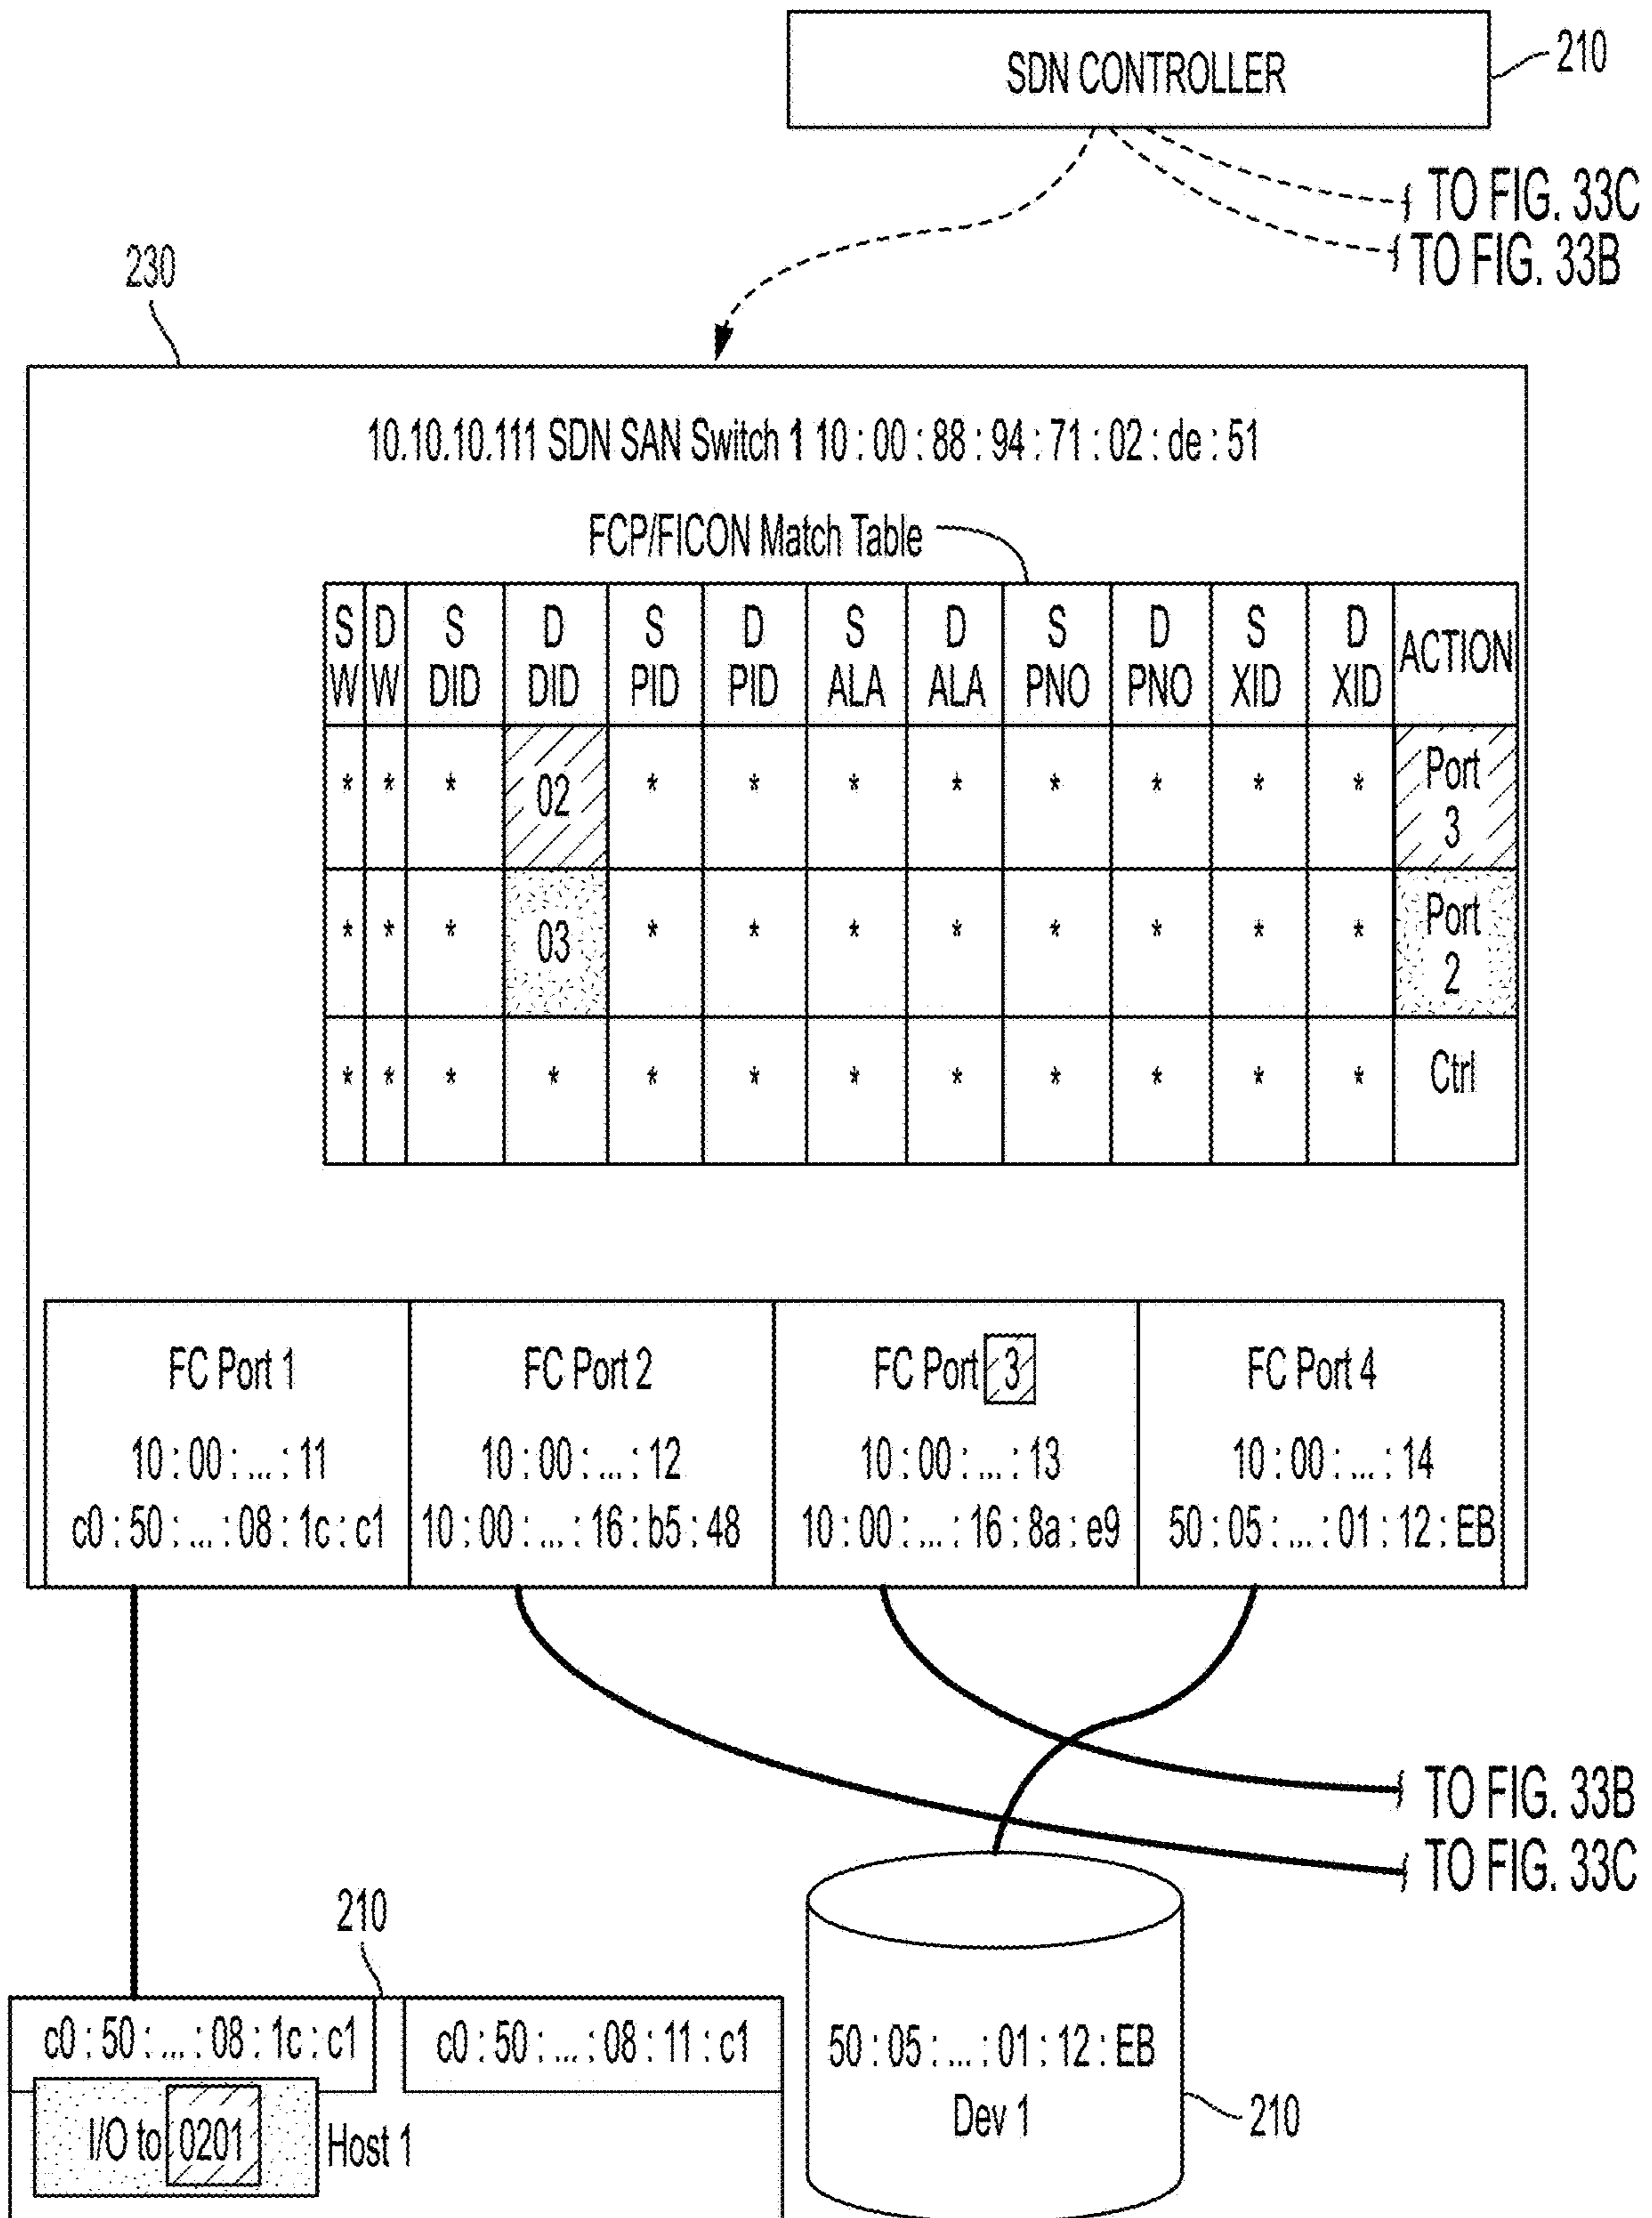 SDN CONTROLLER
210
TO FIG. 33C
TO FIG. 33B
230
10.10.10.111 SDN SAN Switch 1 10 : 00 : 88 : 94 : 71 : 02 : de : 51
FCP/FICON Match Table
S W D W S DID D DID S PID D PID S ALA D ALA S PNO D PNO S XID D XID ACTION
* * * 02 * * * * * * * * Port 3
* * * 03 * * * * * * * * Port 2
* * * * * * * * * * * * Ctrl
FC Port 1 FC Port 2 FC Port 3 FC Port 4
10 : 00 : ... : 11 10 : 00 : ... : 12 10 : 00 : ... : 13 10 : 00 : ... : 14
c0 : 50 : ... : 08 : 1c : c1 10 : 00 : ... : 16 : b5 : 48 10 : 00 : ... : 16 : 8a : e9 50 : 05 : ... : 01 : 12 : EB
TO FIG. 33B
TO FIG. 33C
210
c0 : 50 : ... : 08 : 1c : c1 c0 : 50 : ... : 08 : 11 : c1
I/O to 0201 Host 1
50 : 05 : ... : 01 : 12 : EB
Dev 1
210